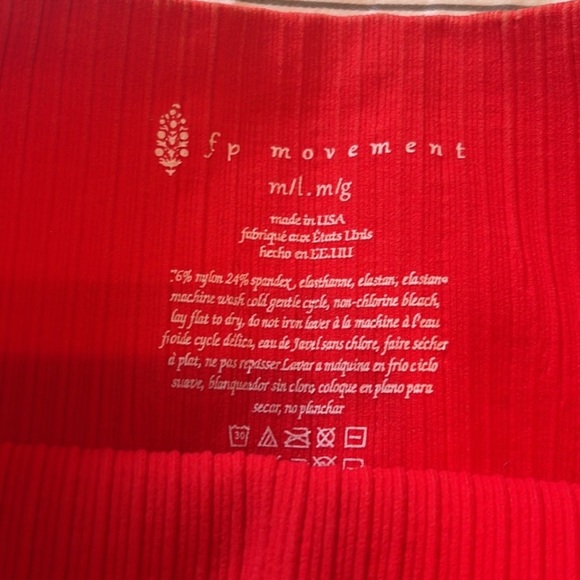 fp movement
m/l.m/g
made in USA
fabriqué aux États Unis
hecho en EE.UU
76% nylon 24% spandex, elasthanne, elastan, elastane
machine wash cold gentle cycle, non-chlorine bleach,
lay flat to dry, do not iron laver à la machine à l'eau
froide cycle délica, eau de Javel sans chlore, faire sécher
à plat, ne pas repasser Lavar a máquina en frío ciclo
suave, blanqueador sin cloro, coloque en plano para
secar, no planchar
30